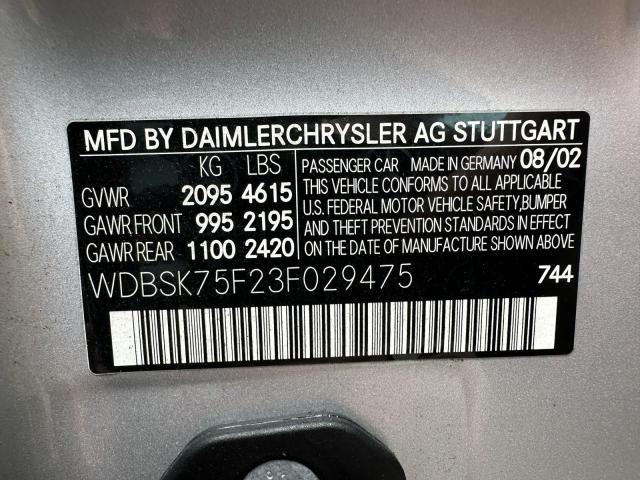 MFD BY DAIMLERCHRYSLER AG STUTTGART
KG LBS
GVWR 2095 4615
GAWR FRONT 995 2195
GAWR REAR 1100 2420
PASSENGER CAR MADE IN GERMANY 08/02
THIS VEHICLE CONFORMS TO ALL APPLICABLE
U.S. FEDERAL MOTOR VEHICLE SAFETY, BUMPER
AND THEFT PREVENTION STANDARDS IN EFFECT
ON THE DATE OF MANUFACTURE SHOWN ABOVE.
WDBSK75F23F029475 744